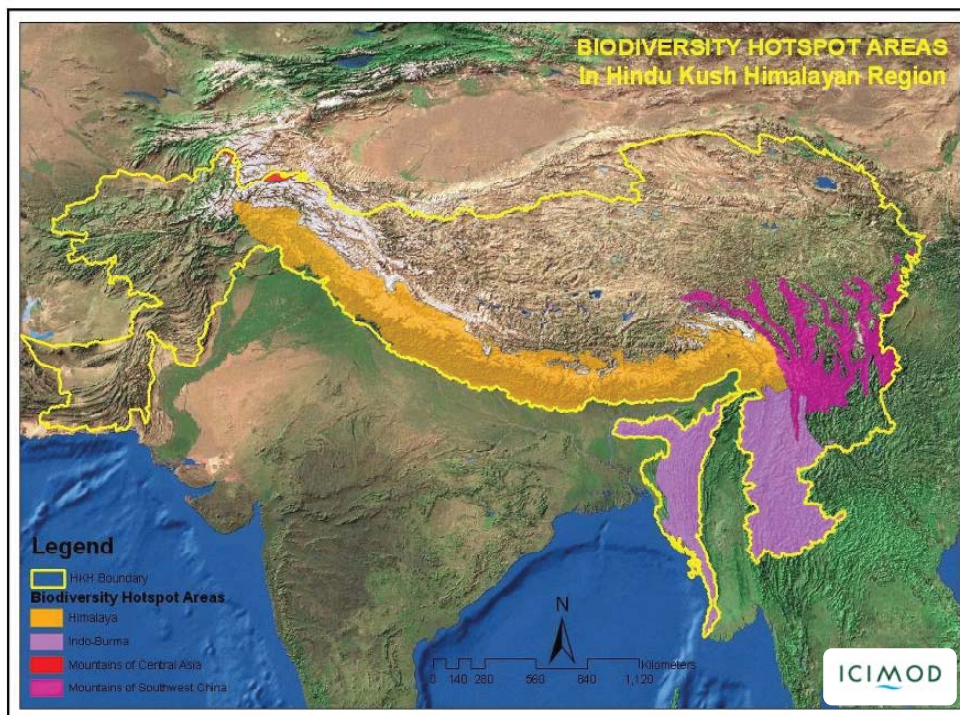 BIODIVERSITY HOTSPOT AREAS
In Hindu Kush Himalayan Region
Legend
HKH Boundary
Biodiversity Hotspot Areas
Himalaya
Indo-Burma
Mountains of Central Asia
Mountains of Southwest China
N
Kilometers
0 140 280 560 840 1,120
ICIMOD